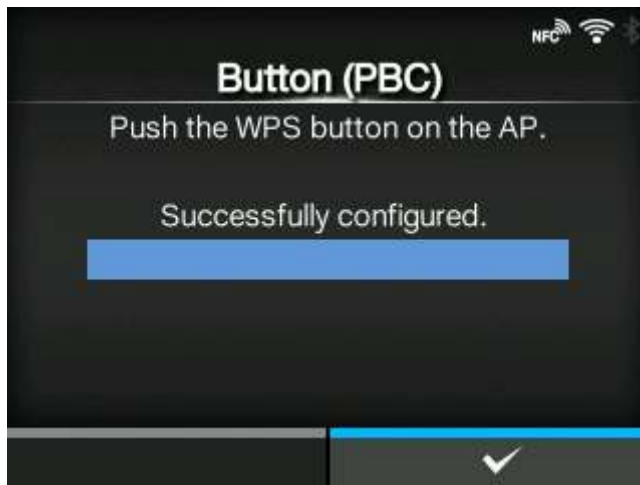 NFC
Button (PBC)
Push the WPS button on the AP.
Successfully configured.